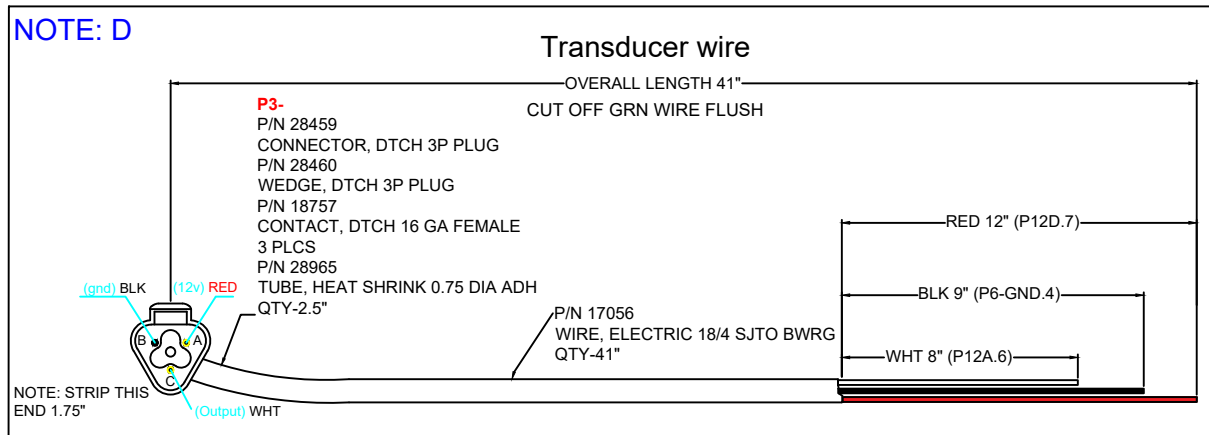 NOTE: D
Transducer wire
OVERALL LENGTH 41"
CUT OFF GRN WIRE FLUSH
P3-
P/N 28459
CONNECTOR, DTCH 3P PLUG
P/N 28460
WEDGE, DTCH 3P PLUG
P/N 18757
CONTACT, DTCH 16 GA FEMALE
3 PLCS
P/N 28965
TUBE, HEAT SHRINK 0.75 DIA ADH
QTY-2.5"
(gnd) BLK
(12v) RED
B
A
C
(Output) WHT
NOTE: STRIP THIS
END 1.75"
P/N 17056
WIRE, ELECTRIC 18/4 SJTO BWRG
QTY-41"
RED 12" (P12D.7)
BLK 9" (P6-GND.4)
WHT 8" (P12A.6)